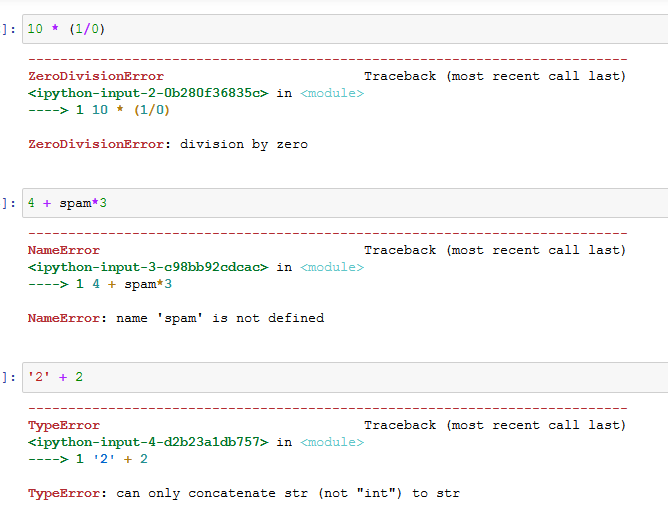 ]: 10 * (1/0)
---------------------------------------------------------------------------
ZeroDivisionError                         Traceback (most recent call last)
<ipython-input-2-0b280f36835c> in <module>
----> 1 10 * (1/0)
ZeroDivisionError: division by zero
]: 4 + spam*3
---------------------------------------------------------------------------
NameError                                 Traceback (most recent call last)
<ipython-input-3-c98bb92cdcac> in <module>
----> 1 4 + spam*3
NameError: name 'spam' is not defined
]: '2' + 2
---------------------------------------------------------------------------
TypeError                                 Traceback (most recent call last)
<ipython-input-4-d2b23a1db757> in <module>
----> 1 '2' + 2
TypeError: can only concatenate str (not "int") to str